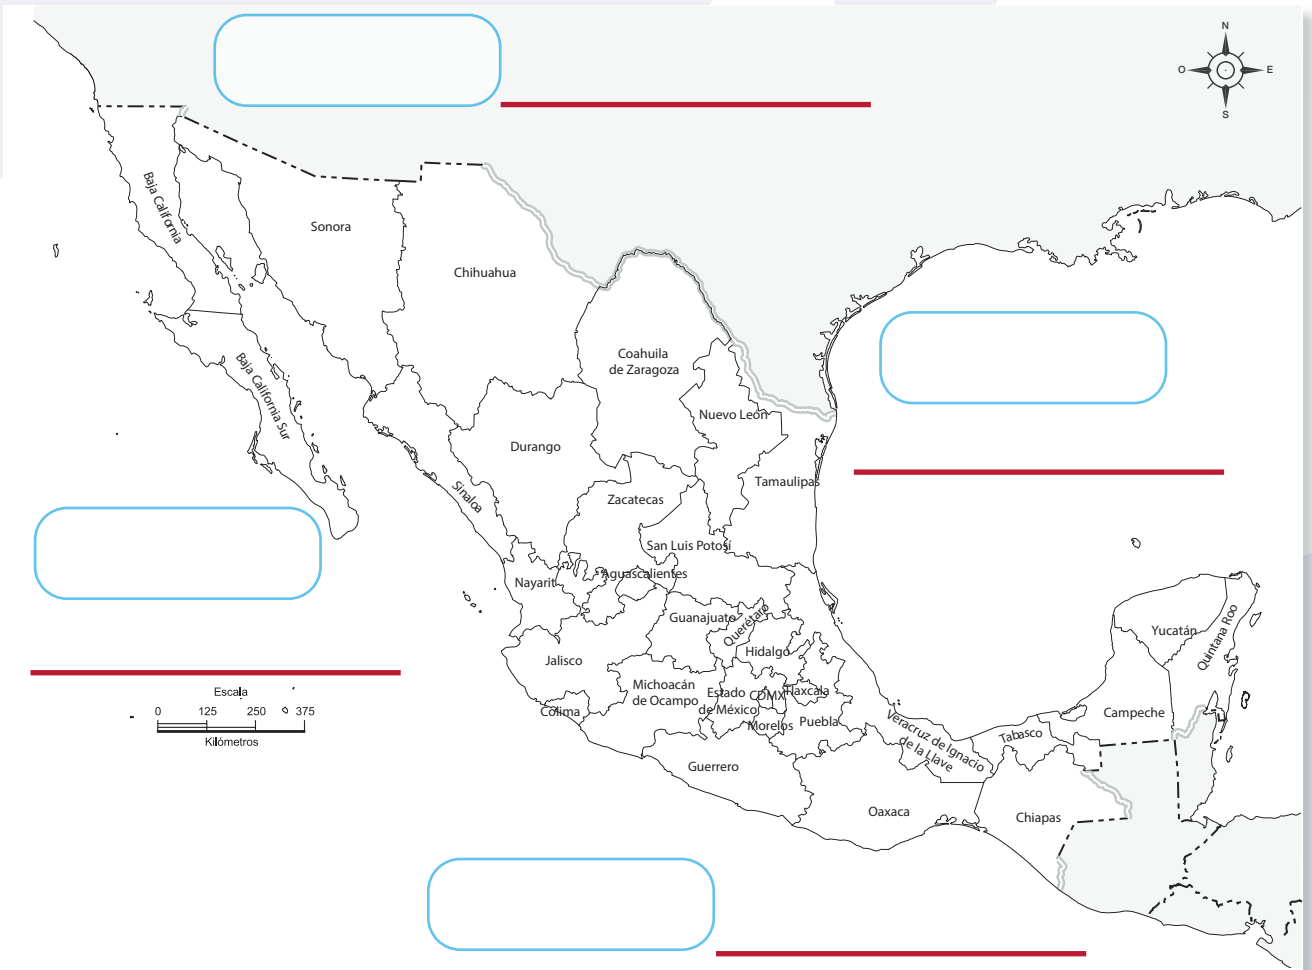 N
O
E
S
Baja California
Sonora
Chihuahua
Coahuila
de Zaragoza
Baja California Sur
Nuevo León
Durango
Tamaulipas
Sinaloa
Zacatecas
San Luis Potosí
Aguascalientes
Nayarit
Guanajuato
Querétaro
Yucatán
Quintana Roo
Hidalgo
Jalisco
Michoacán
de Ocampo
Estado
de México
CDMX
Tlaxcala
Escala
0 125 250 375
Kilómetros
Colima
Morelos
Puebla
Veracruz de Ignacio
de la Llave
Tabasco
Campeche
Guerrero
Oaxaca
Chiapas